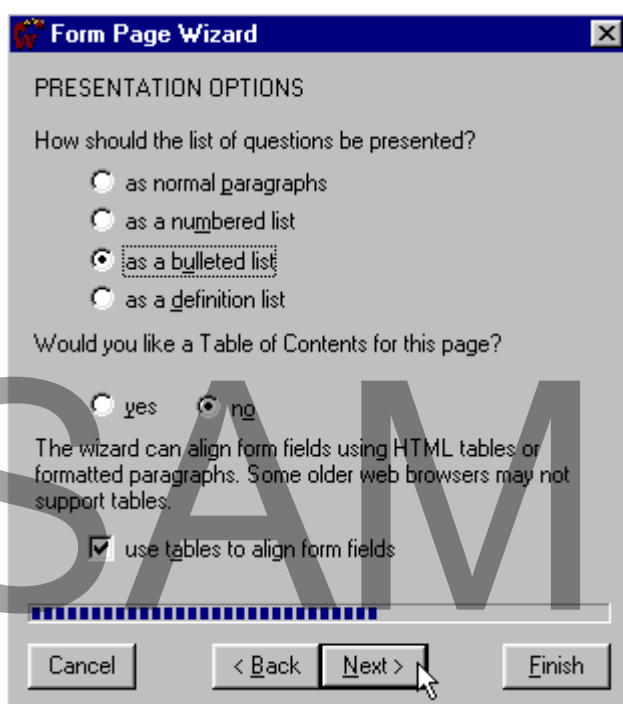 Form Page Wizard
PRESENTATION OPTIONS
How should the list of questions be presented?
as normal paragraphs
as a numbered list
as a bulleted list
as a definition list
Would you like a Table of Contents for this page?
yes no
The wizard can align form fields using HTML tables or
formatted paragraphs. Some older web browsers may not
support tables.
use tables to align form fields
SAM
Cancel < Back Next > Finish